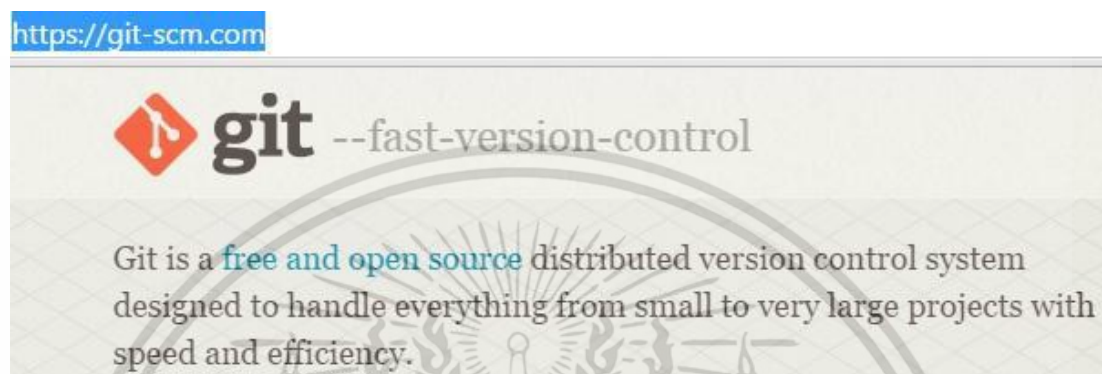 https://git-scm.com
git --fast-version-control
Git is a free and open source distributed version control system
designed to handle everything from small to very large projects with
speed and efficiency.